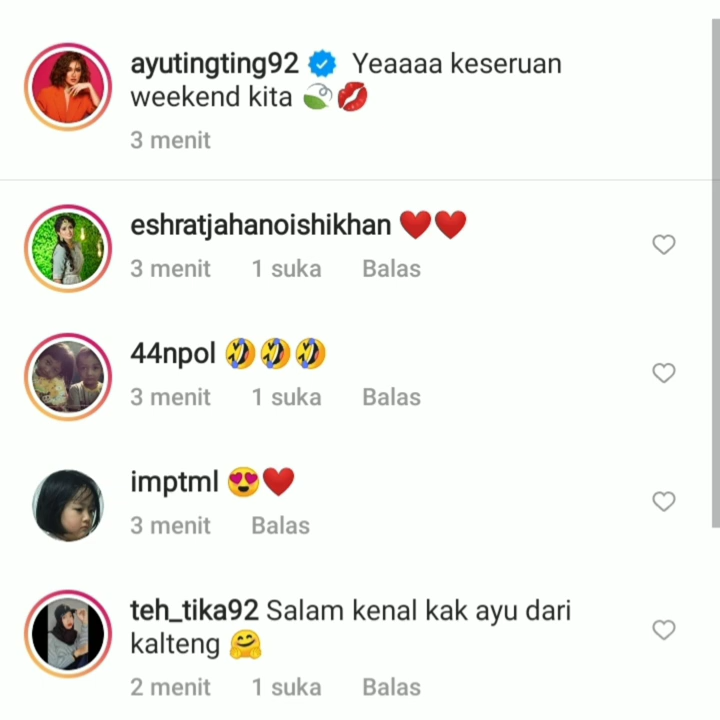 ayutingting92 Yeaaaa keseruan
weekend kita 🍃💋
3 menit
eshratjahanoishikhan ❤️❤️
3 menit 1 suka Balas
44npol 🤣🤣🤣
3 menit 1 suka Balas
imptml 😍❤️
3 menit Balas
teh_tika92 Salam kenal kak ayu dari
kalteng 🤗
2 menit 1 suka Balas